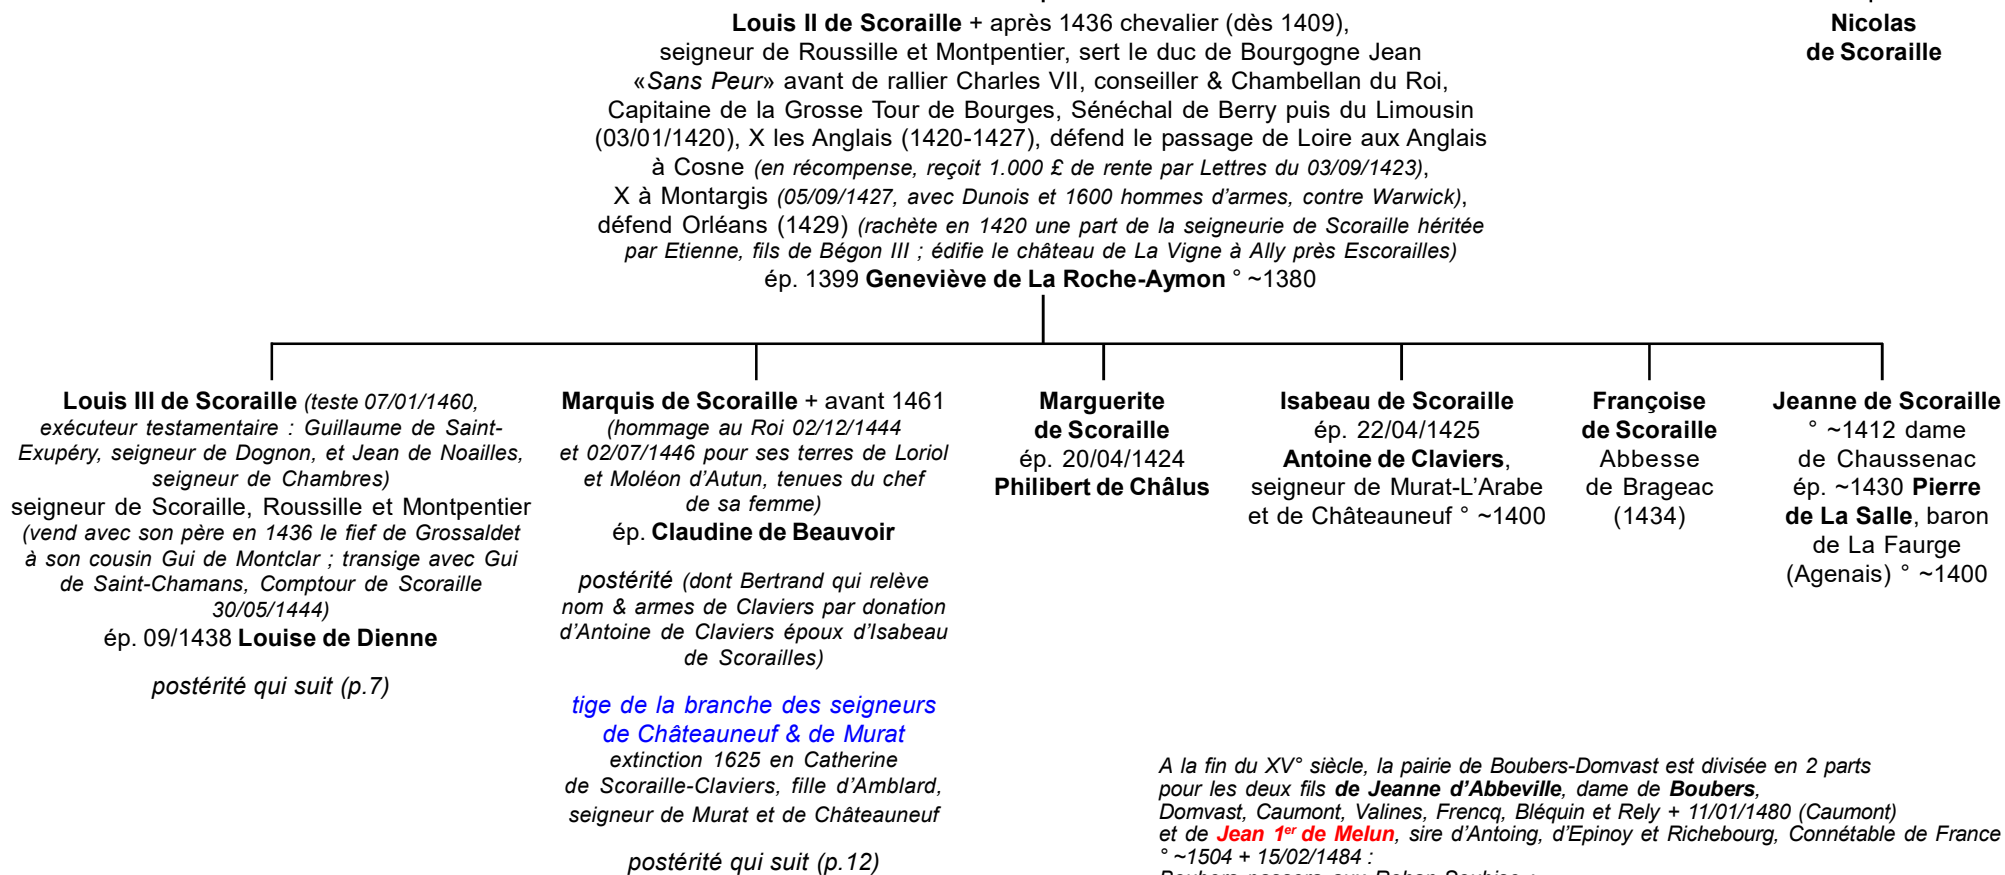 Louis II de Scoraille + après 1436 chevalier (dès 1409),
seigneur de Roussille et Montpentier, sert le duc de Bourgogne Jean
«Sans Peur» avant de rallier Charles VII, conseiller & Chambellan du Roi,
Capitaine de la Grosse Tour de Bourges, Sénéchal de Berry puis du Limousin
(03/01/1420), X les Anglais (1420-1427), défend le passage de Loire aux Anglais
à Cosne (en récompense, reçoit 1.000 £ de rente par Lettres du 03/09/1423),
X à Montargis (05/09/1427, avec Dunois et 1600 hommes d'armes, contre Warwick),
défend Orléans (1429) (rachète en 1420 une part de la seigneurie de Scoraille héritée
par Etienne, fils de Bégon III ; édifie le château de La Vigne à Ally près Escorailles)
ép. 1399 Geneviève de La Roche-Aymon ° ~1380
Nicolas
de Scoraille
Louis III de Scoraille (teste 07/01/1460,
exécuteur testamentaire : Guillaume de Saint-
Exupéry, seigneur de Dognon, et Jean de Noailles,
seigneur de Chambres)
seigneur de Scoraille, Roussille et Montpentier
(vend avec son père en 1436 le fief de Grossaldet
à son cousin Gui de Montclar ; transige avec Gui
de Saint-Chamans, Comptour de Scoraille
30/05/1444)
ép. 09/1438 Louise de Dienne
postérité qui suit (p.7)
Marquis de Scoraille + avant 1461
(hommage au Roi 02/12/1444
et 02/07/1446 pour ses terres de Loriol
et Moléon d'Autun, tenues du chef
de sa femme)
ép. Claudine de Beauvoir
postérité (dont Bertrand qui relève
nom & armes de Claviers par donation
d'Antoine de Claviers époux d'Isabeau
de Scorailles)
tige de la branche des seigneurs
de Châteauneuf & de Murat
extinction 1625 en Catherine
de Scoraille-Claviers, fille d'Amblard,
seigneur de Murat et de Châteauneuf
postérité qui suit (p.12)
Marguerite
de Scoraille
ép. 20/04/1424
Philibert de Châlus
Isabeau de Scoraille
ép. 22/04/1425
Antoine de Claviers,
seigneur de Murat-L'Arabe
et de Châteauneuf ° ~1400
Françoise
de Scoraille
Abbesse
de Brageac
(1434)
Jeanne de Scoraille
° ~1412 dame
de Chaussenac
ép. ~1430 Pierre
de La Salle, baron
de La Faurge
(Agenais) ° ~1400
A la fin du XV° siècle, la pairie de Boubers-Domvast est divisée en 2 parts
pour les deux fils de Jeanne d'Abbeville, dame de Boubers,
Domvast, Caumont, Valines, Frencq, Bléquin et Rely + 11/01/1480 (Caumont)
et de Jean 1er de Melun, sire d'Antoing, d'Epinoy et Richebourg, Connétable de France
° ~1504 + 15/02/1484 :
Boubers passera aux Rohan-Soubise ;